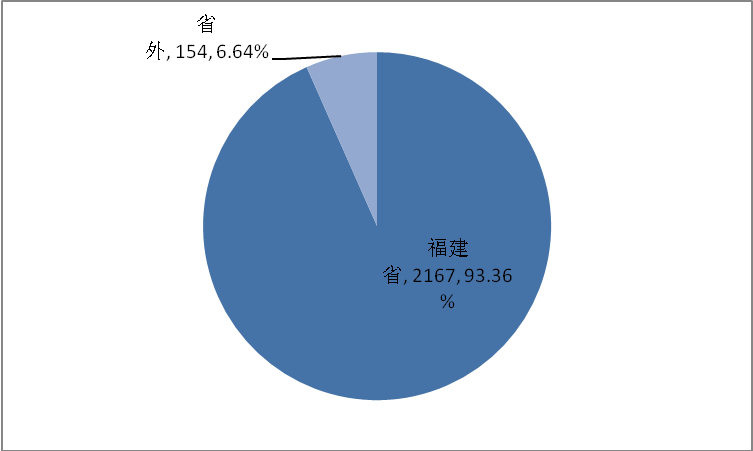 省
外, 154, 6.64%
福建
省, 2167, 93.36
%